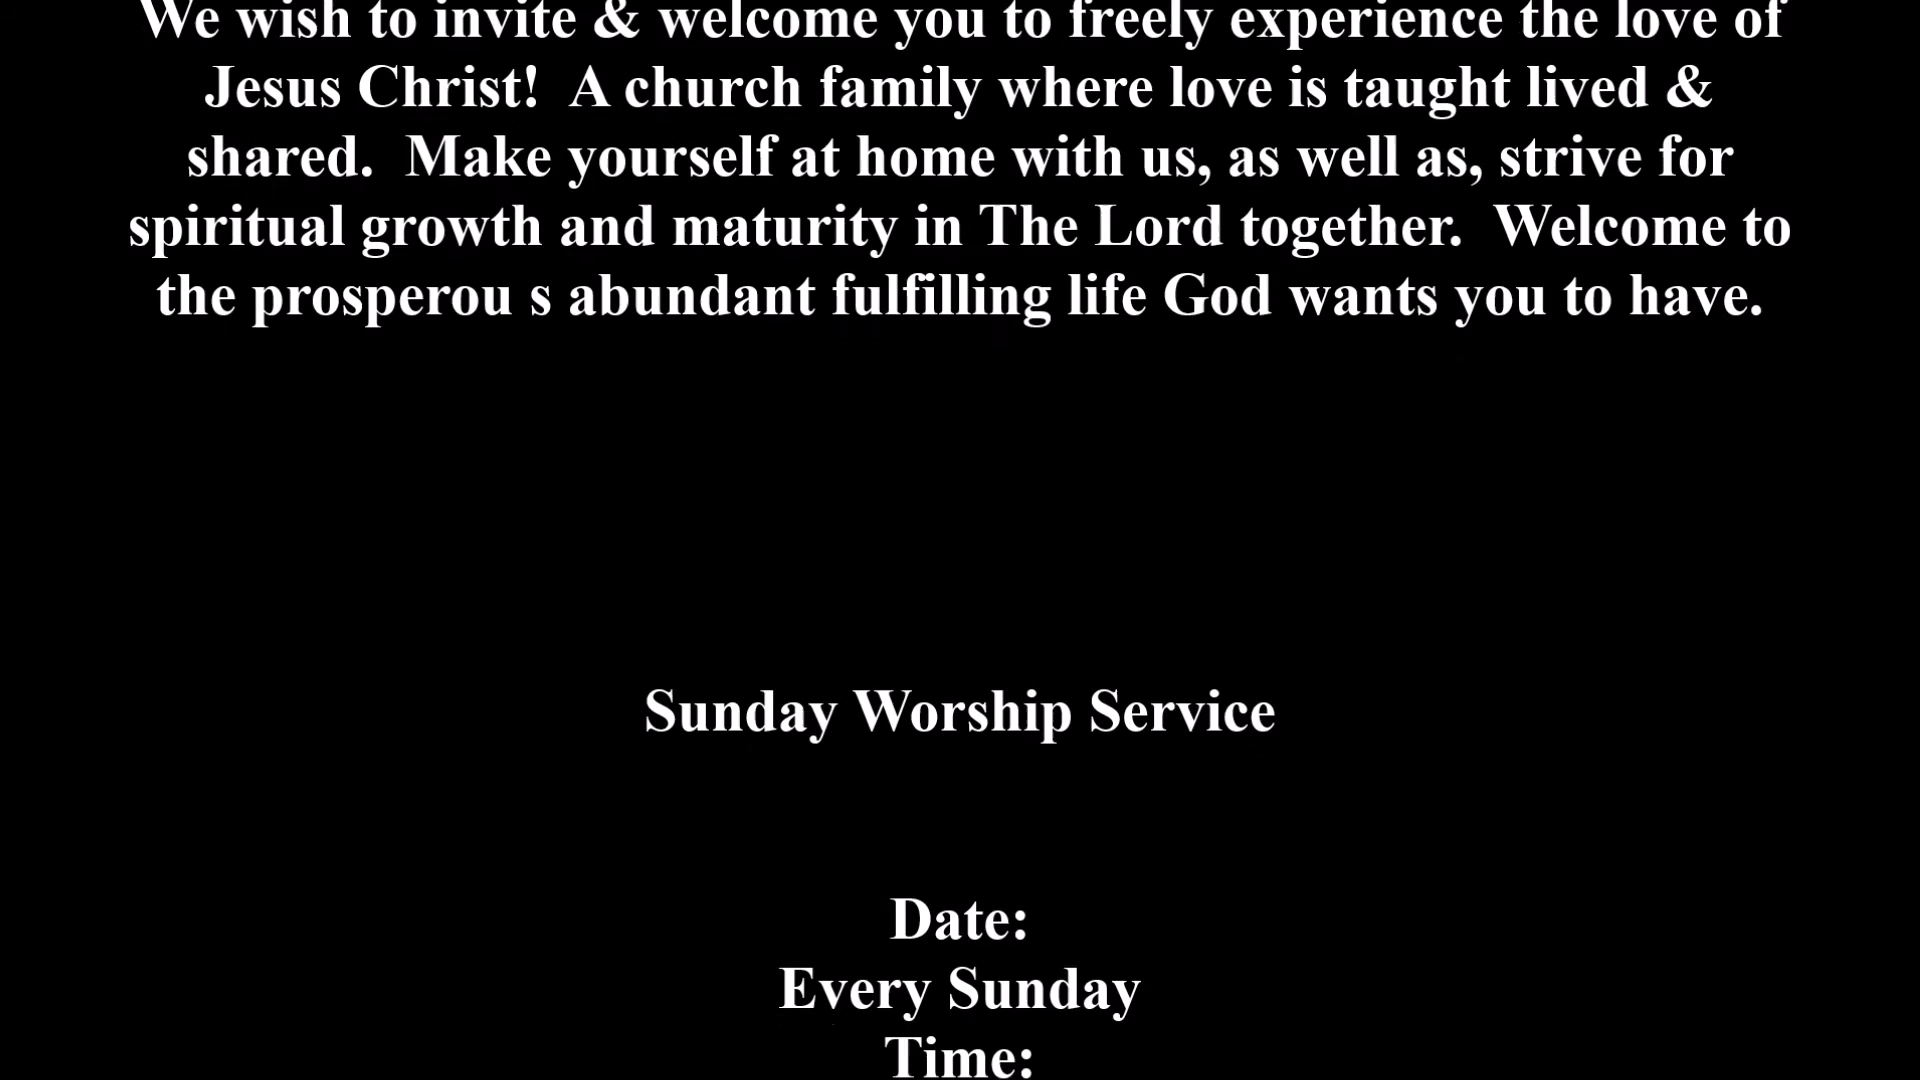 We wish to invite & welcome you to freely experience the love of
Jesus Christ!  A church family where love is taught lived &
shared.  Make yourself at home with us, as well as, strive for
spiritual growth and maturity in The Lord together.  Welcome to
the prosperou s abundant fulfilling life God wants you to have.
Sunday Worship Service
Date:
Every Sunday
Time: